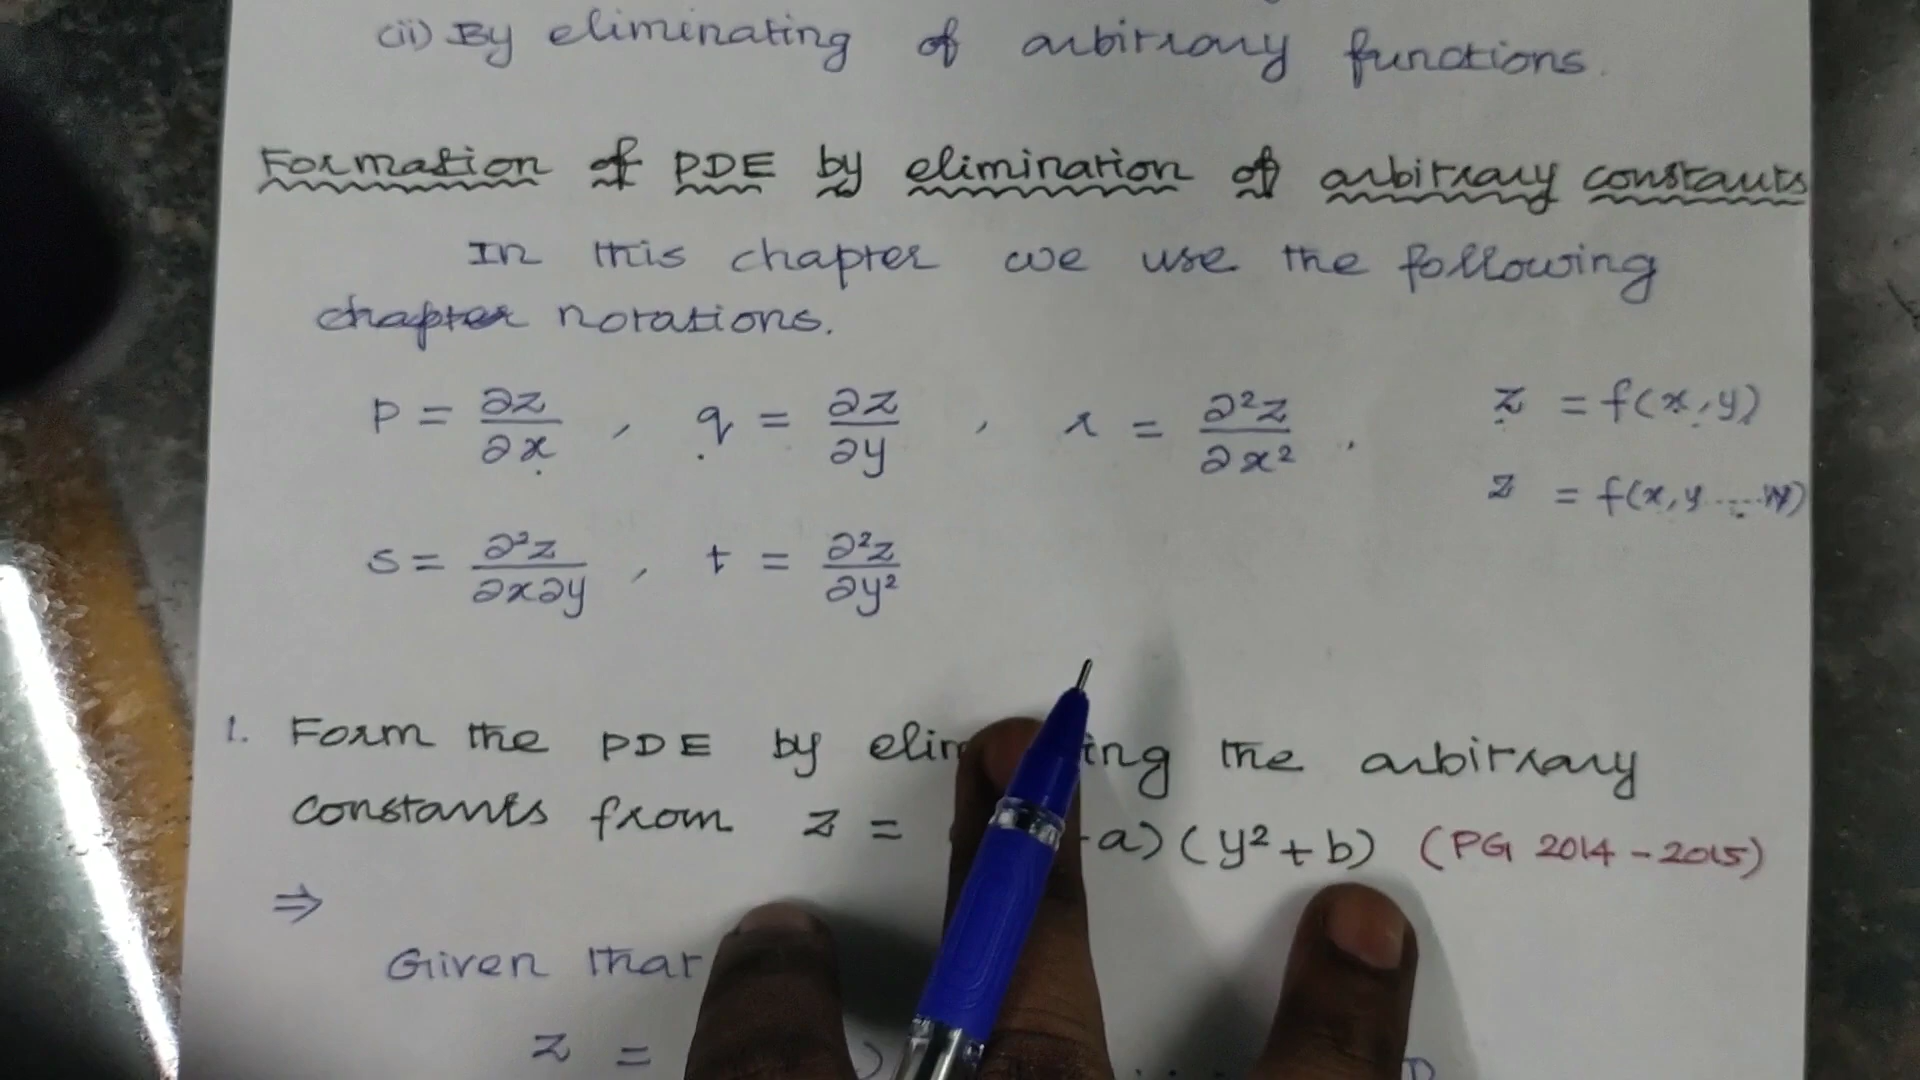 (ii) By eliminating of arbitrary functions.
Formation of PDE by elimination of arbitrary constants
In this chapter we use the following
chapter notations.
p = ∂z/∂x , q = ∂z/∂y , r = ∂²z/∂x² , z = f(x,y)
z = f(x,y
s = ∂²z/∂x∂y , t = ∂²z/∂y²
1. Form the PDE by the arbitrary
constants from z = a) (y² + b) (PG 2014 - 2015)
⇒
Given that
z =